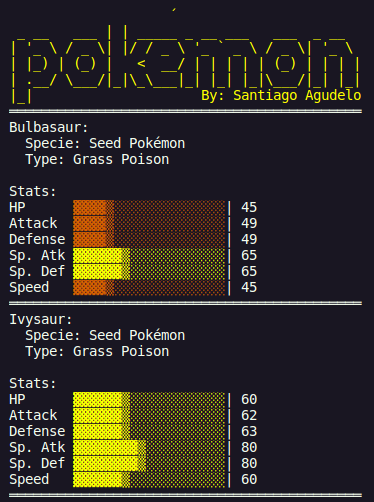 pokémon
By: Santiago Agudelo
Bulbasaur:
Specie: Seed Pokémon
Type: Grass Poison
Stats:
HP | 45
Attack | 49
Defense | 49
Sp. Atk | 65
Sp. Def | 65
Speed | 45
Ivysaur:
Specie: Seed Pokémon
Type: Grass Poison
Stats:
HP | 60
Attack | 62
Defense | 63
Sp. Atk | 80
Sp. Def | 80
Speed | 60